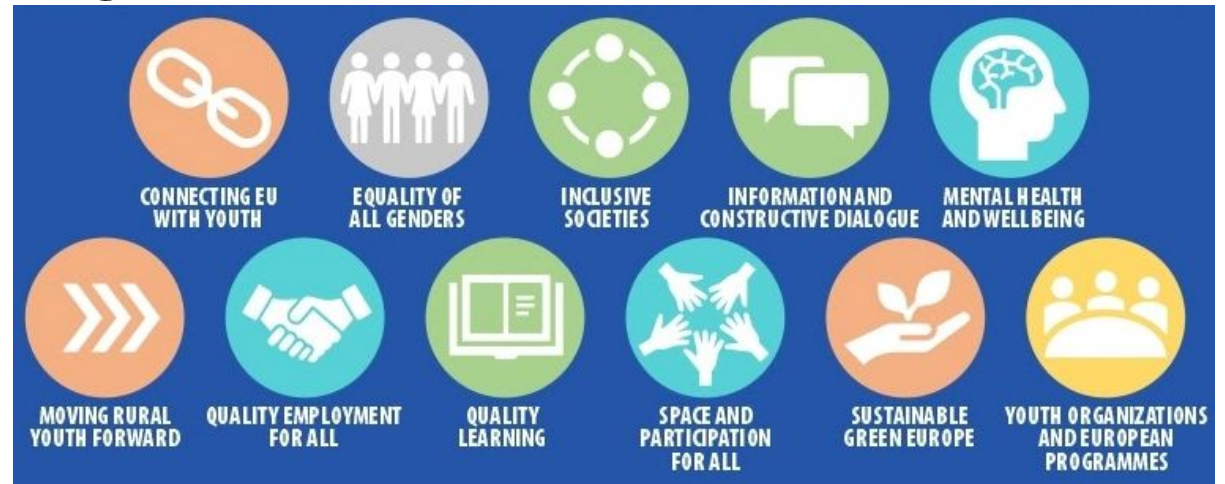 CONNECTING EU
WITH YOUTH
EQUALITY OF
ALL GENDERS
INCLUSIVE
SOCIETIES
INFORMATION AND
CONSTRUCTIVE DIALOGUE
MENTAL HEALTH
AND WELLBEING
MOVING RURAL
YOUTH FORWARD
QUALITY EMPLOYMENT
FOR ALL
QUALITY
LEARNING
SPACE AND
PARTICIPATION
FOR ALL
SUSTAINABLE
GREEN EUROPE
YOUTH ORGANIZATIONS
AND EUROPEAN
PROGRAMMES